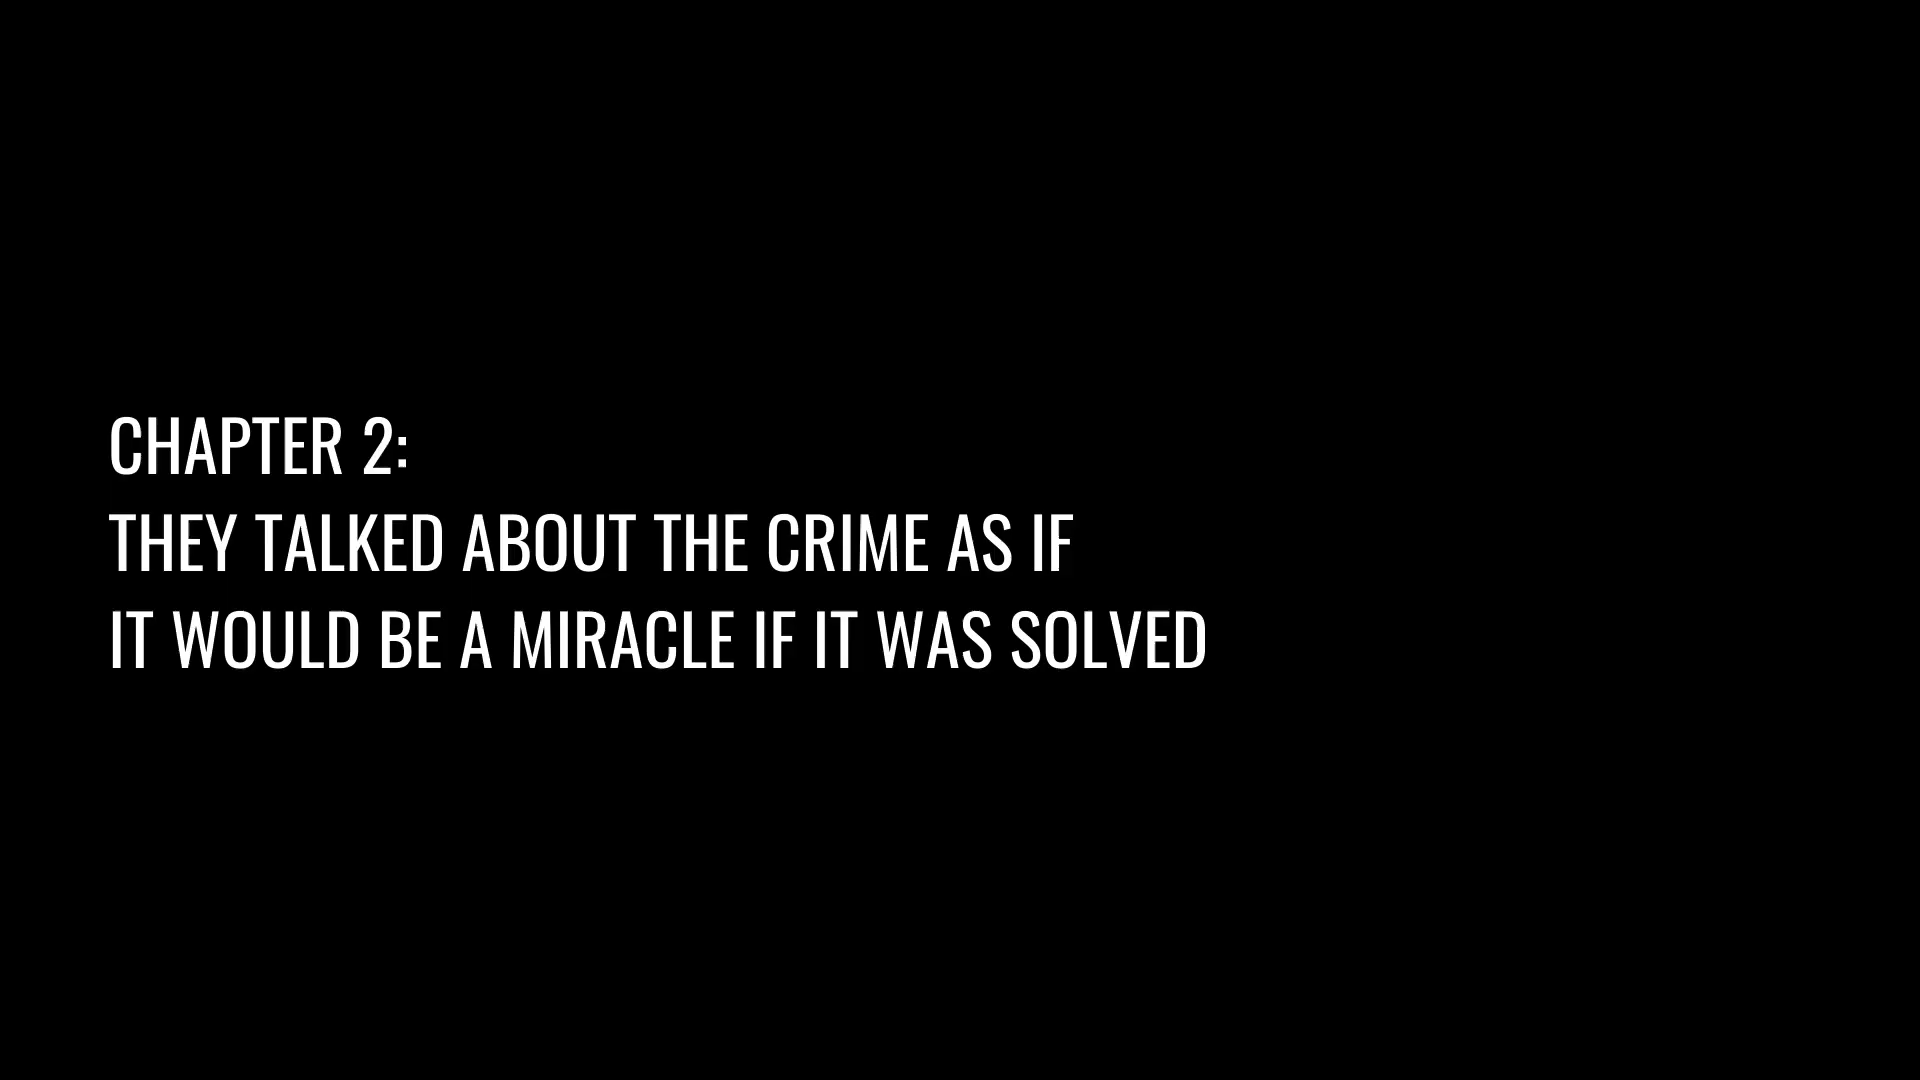 CHAPTER 2:
THEY TALKED ABOUT THE CRIME AS IF
IT WOULD BE A MIRACLE IF IT WAS SOLVED